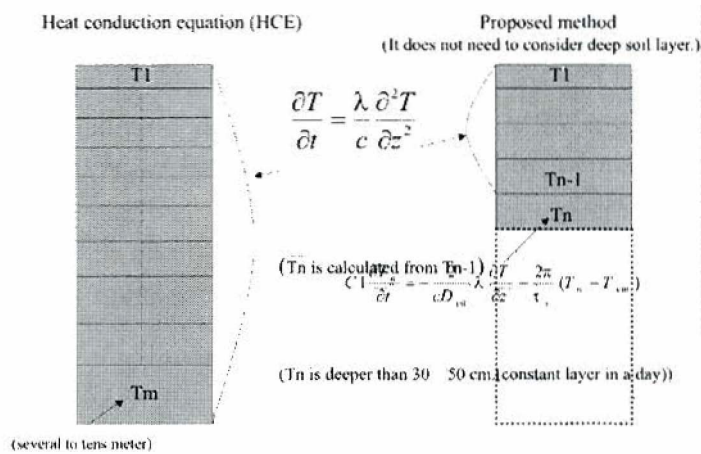 Heat conduction equation (HCE)
Proposed method
(It does not need to consider deep soil layer.)
T1
T1
∂T/∂t = λ/c ∂²T/∂z²
Tn-1
Tn
(Tn is calculated from Tn-1)
(Tn is deeper than 30 50 cm.(constant layer in a day))
Tm
(several to tens meter)